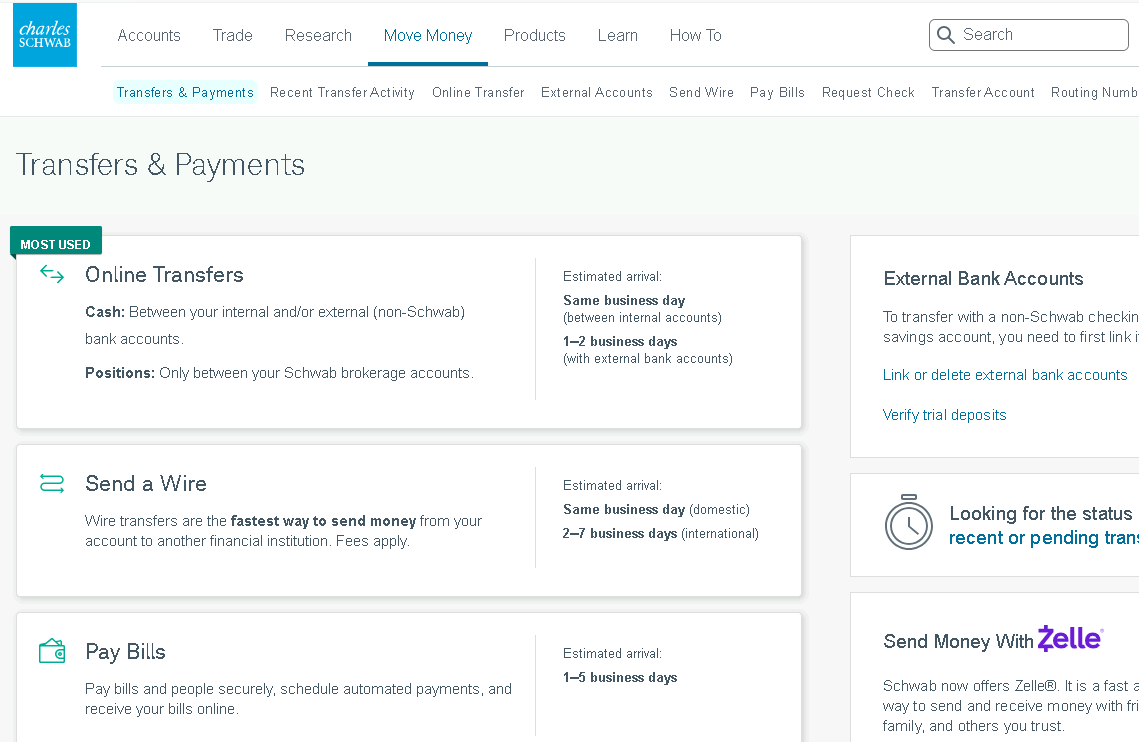 charles
SCHWAB
Accounts Trade Research Move Money Products Learn How To
Search
Transfers & Payments Recent Transfer Activity Online Transfer External Accounts Send Wire Pay Bills Request Check Transfer Account Routing Numb
Transfers & Payments
MOST USED
Online Transfers
Cash: Between your internal and/or external (non-Schwab)
bank accounts.
Positions: Only between your Schwab brokerage accounts.
Estimated arrival:
Same business day
(between internal accounts)
1–2 business days
(with external bank accounts)
Send a Wire
Wire transfers are the fastest way to send money from your
account to another financial institution. Fees apply.
Estimated arrival:
Same business day (domestic)
2–7 business days (international)
Pay Bills
Pay bills and people securely, schedule automated payments, and
receive your bills online.
Estimated arrival:
1–5 business days
External Bank Accounts
To transfer with a non-Schwab checkin
savings account, you need to first link i
Link or delete external bank accounts
Verify trial deposits
Looking for the status
recent or pending trans
Send Money With Zelle®
Schwab now offers Zelle®. It is a fast a
way to send and receive money with fri
family, and others you trust.